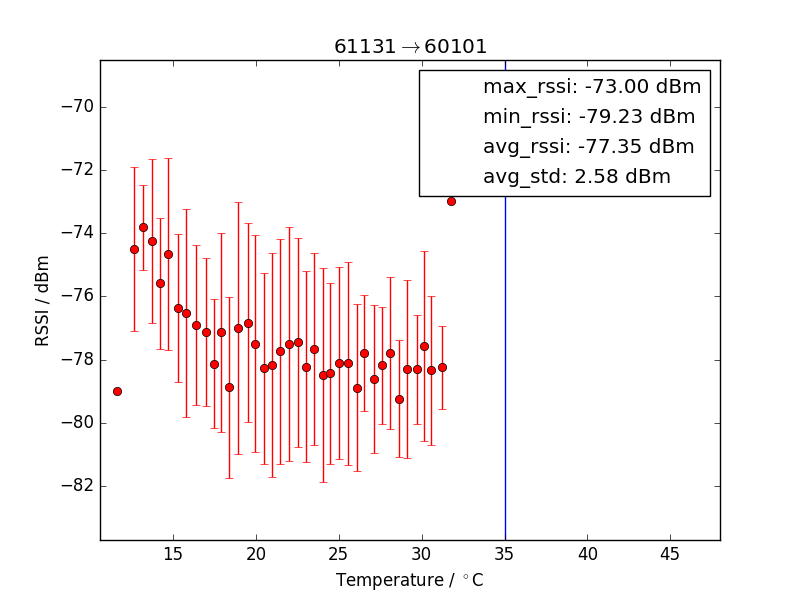 61131→60101
max_rssi: -73.00 dBm
min_rssi: -79.23 dBm
avg_rssi: -77.35 dBm
avg_std: 2.58 dBm
RSSI / dBm
−70
−72
−74
−76
−78
−80
−82
15 20 25 30 35 40 45
Temperature / °C